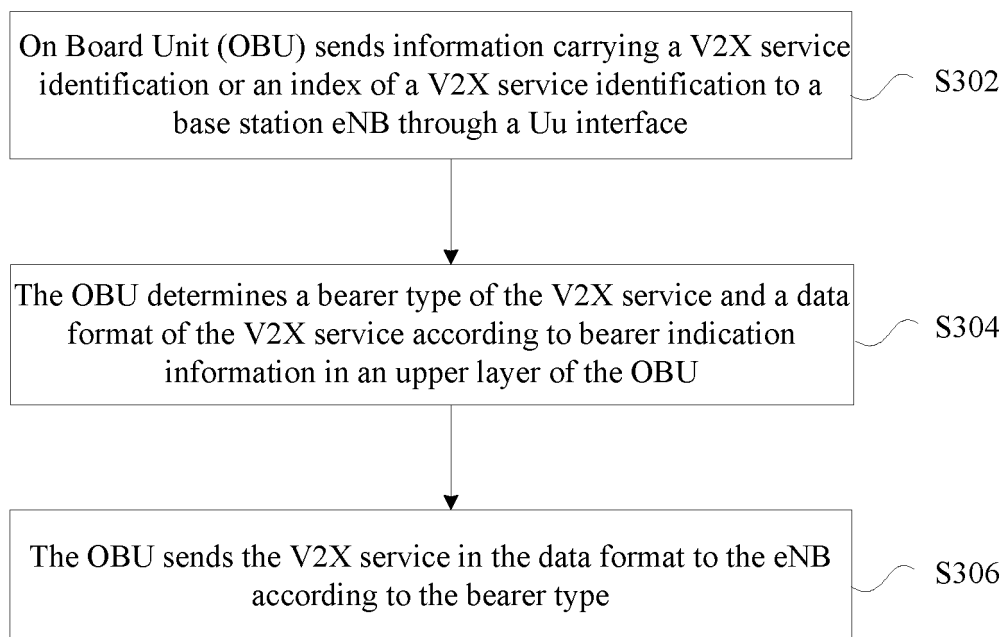 On Board Unit (OBU) sends information carrying a V2X service
identification or an index of a V2X service identification to a
base station eNB through a Uu interface
S302
The OBU determines a bearer type of the V2X service and a data
format of the V2X service according to bearer indication
information in an upper layer of the OBU
S304
The OBU sends the V2X service in the data format to the eNB
according to the bearer type
S306